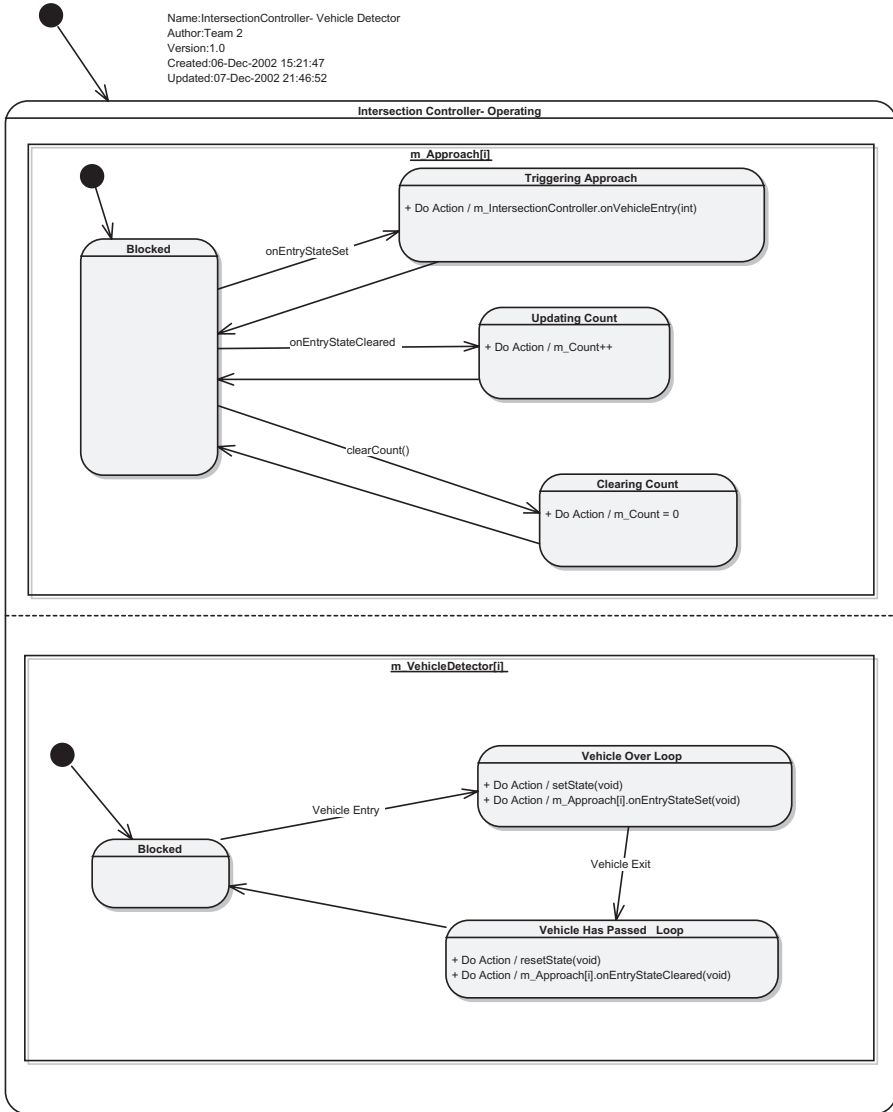 Name:IntersectionController- Vehicle Detector
Author:Team 2
Version:1.0
Created:06-Dec-2002 15:21:47
Updated:07-Dec-2002 21:46:52
Intersection Controller- Operating
m_Approach[i]
Triggering Approach
+ Do Action / m_IntersectionController.onVehicleEntry(int)
Blocked
onEntryStateSet
Updating Count
onEntryStateCleared
+ Do Action / m_Count++
clearCount()
Clearing Count
+ Do Action / m_Count = 0
m_VehicleDetector[i]
Vehicle Over Loop
+ Do Action / setState(void)
+ Do Action / m_Approach[i].onEntryStateSet(void)
Vehicle Entry
Blocked
Vehicle Exit
Vehicle Has Passed Loop
+ Do Action / resetState(void)
+ Do Action / m_Approach[i].onEntryStateCleared(void)